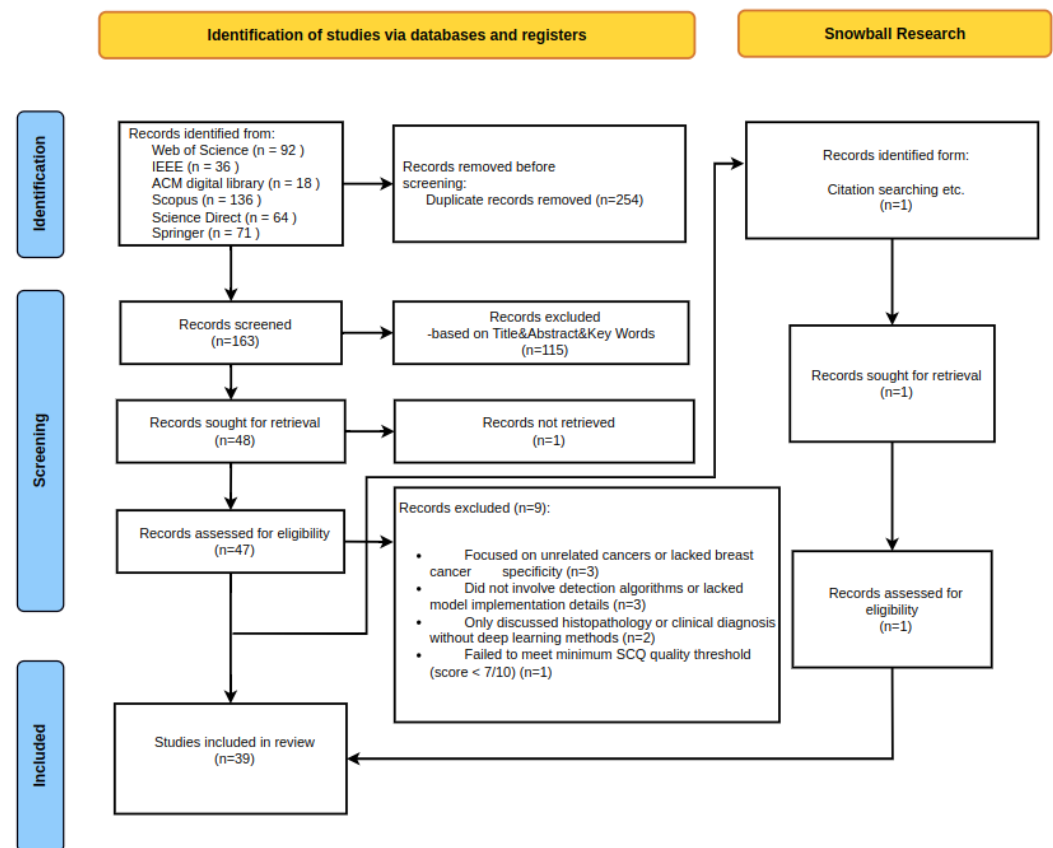 Identification of studies via databases and registers
Snowball Research
Identification
Records identified from:
Web of Science (n = 92 )
IEEE (n = 36 )
ACM digital library (n = 18 )
Scopus (n = 136 )
Science Direct (n = 64 )
Springer (n = 71 )
Records removed before
screening:
Duplicate records removed (n=254)
Records identified form:
Citation searching etc.
(n=1)
Screening
Records screened
(n=163)
Records excluded
-based on Title&Abstract&Key Words
(n=115)
Records sought for retrieval
(n=48)
Records not retrieved
(n=1)
Records sought for retrieval
(n=1)
Records assessed for eligibility
(n=47)
Records excluded (n=9):
• Focused on unrelated cancers or lacked breast
cancer specificity (n=3)
• Did not involve detection algorithms or lacked
model implementation details (n=3)
• Only discussed histopathology or clinical diagnosis
without deep learning methods (n=2)
• Failed to meet minimum SCQ quality threshold
(score < 7/10) (n=1)
Records assessed for
eligibility
(n=1)
Included
Studies included in review
(n=39)